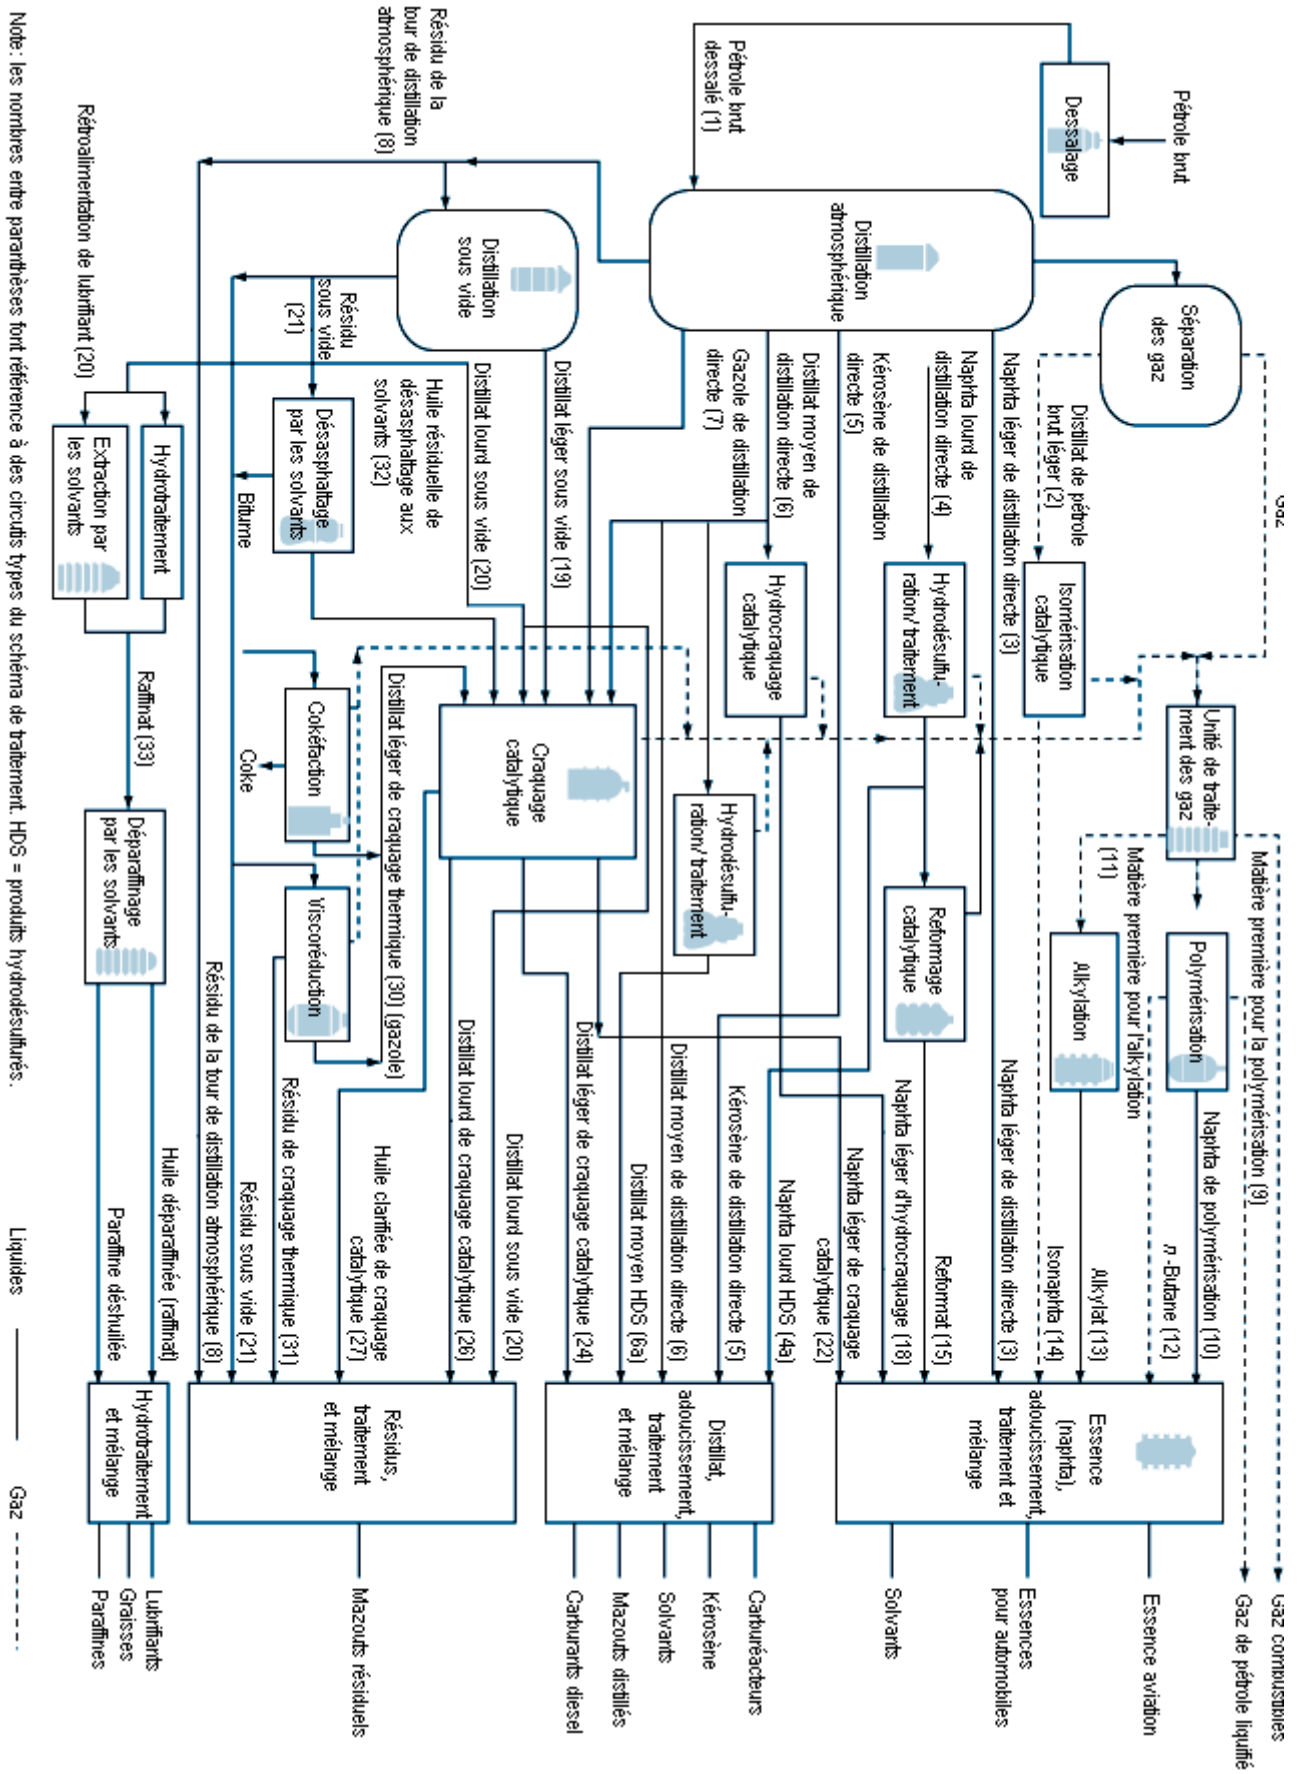 Gaz
Gaz combustibles
Gaz de pétrole liquifié
Pétrole brut
Dessalage
Pétrole brut
dessalé (1)
Séparation
des gaz
Distillation
atmosphérique
Résidu de la
tour de distillation
atmosphérique (8)
Distillation
sous vide
Distillat de pétrole
brut léger (2)
Naphta léger de distillation directe (3)
Naphta lourd de
distillation directe (4)
Kérosène de distillation
directe (5)
Distillat moyen de
distillation directe (6)
Gazole de distillation
directe (7)
Distillat léger sous vide (19)
Distillat lourd sous vide (20)
Huile résiduelle de
désasphaltage aux
solvants (32)
Résidu
sous vide
(21)
Rétroalimentation de lubrifiant (20)
Isomérisation
catalytique
Hydrodésulfu-
ration/ traitement
Hydrocraquage
catalytique
Désasphaltage
par les solvants
Bitume
Hydrotraitement
Extraction par
les solvants
Unité de traite-
ment des gaz
Matière première pour la polymérisation (9)
Matière première pour l'alkylation
(11)
Polymérisation
Alkylation
Reformage
catalytique
Hydrodésulfu-
ration/ traitement
Craquage
catalytique
Distillat léger de craquage thermique (30) (gazole)
Cokéfaction
Coke
Viscoréduction
Raffinat (33)
Déparaffinage
par les solvants
Naphta de polymérisation (10)
n -Butane (12)
Alkylat (13)
Isonaphta (14)
Naphta léger de distillation directe (3)
Reformat (15)
Naphta léger d'hydrocraquage (18)
Naphta léger de craquage
catalytique (22)
Naphta lourd HDS (4a)
Kérosène de distillation directe (5)
Distillat moyen de distillation directe (6)
Distillat moyen HDS (6a)
Distillat léger de craquage catalytique (24)
Distillat lourd sous vide (20)
Distillat lourd de craquage catalytique (26)
Huile clarifiée de craquage
catalytique (27)
Résidu de craquage thermique (31)
Résidu sous vide (21)
Résidu de la tour de distillation atmosphérique (8)
Huile déparaffinée (raffinat)
Paraffine déshuilée
Essence
(naphta),
adoucissement,
traitement et
mélange
Distillat,
adoucissement,
traitement
et mélange
Résidus,
traitement
et mélange
Hydrotraitement
et mélange
Essence aviation
Essences
pour automobiles
Solvants
Carburéacteurs
Kérosène
Solvants
Mazouts distillés
Carburants diesel
Mazouts résiduels
Lubrifiants
Graisses
Paraffines
Note: les nombres entre paranthèses font référence à des circuits types du schéma de traitement. HDS = produits hydrodésulfurés.
Liquides
Gaz